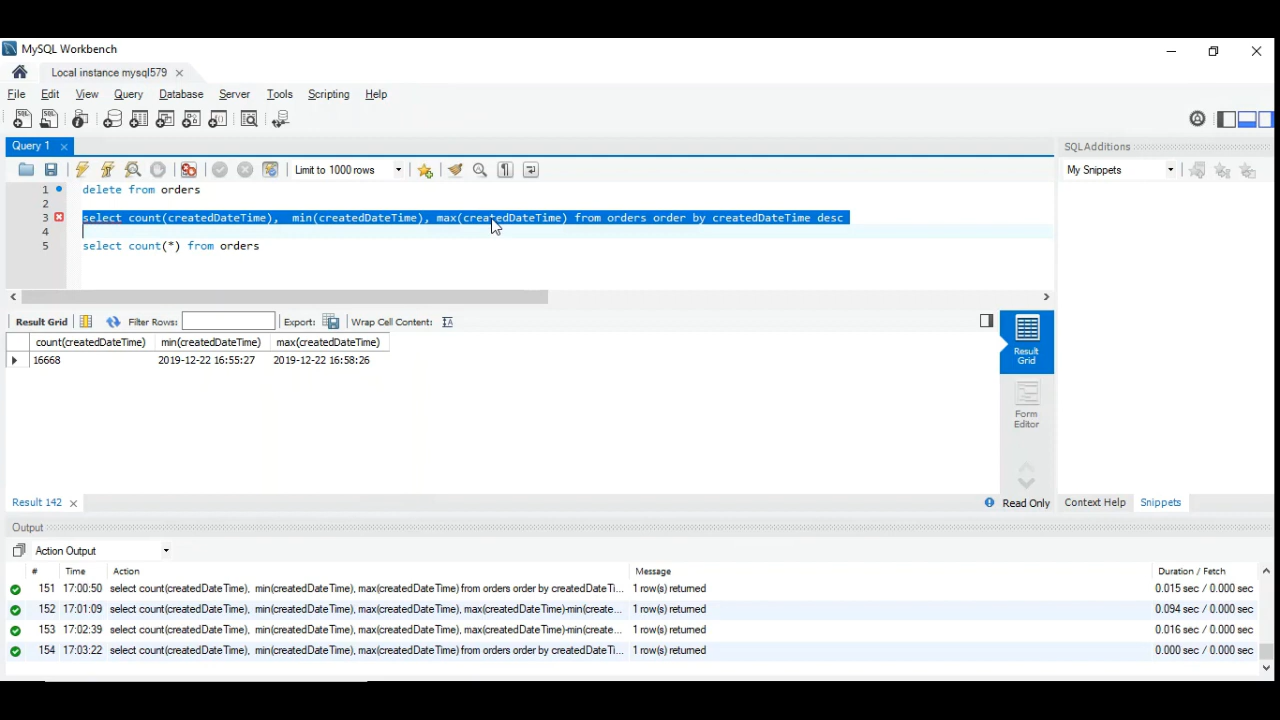 MySQL Workbench
Local instance mysql579
File Edit View Query Database Server Tools Scripting Help
Query 1
SQLAdditions
Limit to 1000 rows
My Snippets
1 delete from orders
2
3 select count(createdDateTime),  min(createdDateTime), max(createdDateTime) from orders order by createdDateTime desc
4
5 select count(*) from orders
Result Grid Filter Rows: Export: Wrap Cell Content:
count(createdDateTime) min(createdDateTime) max(createdDateTime)
16668 2019-12-22 16:55:27 2019-12-22 16:58:26
Result Grid
Form Editor
Result 142
Read Only
Context Help Snippets
Output
Action Output
# Time Action Message Duration / Fetch
151 17:00:50 select count(createdDateTime),  min(createdDateTime), max(createdDateTime) from orders order by createdDateTi... 1 row(s) returned 0.015 sec / 0.000 sec
152 17:01:09 select count(createdDateTime),  min(createdDateTime), max(createdDateTime), max(createdDateTime)-min(create... 1 row(s) returned 0.094 sec / 0.000 sec
153 17:02:39 select count(createdDateTime),  min(createdDateTime), max(createdDateTime), max(createdDateTime)-min(create... 1 row(s) returned 0.016 sec / 0.000 sec
154 17:03:22 select count(createdDateTime),  min(createdDateTime), max(createdDateTime) from orders order by createdDateTi... 1 row(s) returned 0.000 sec / 0.000 sec